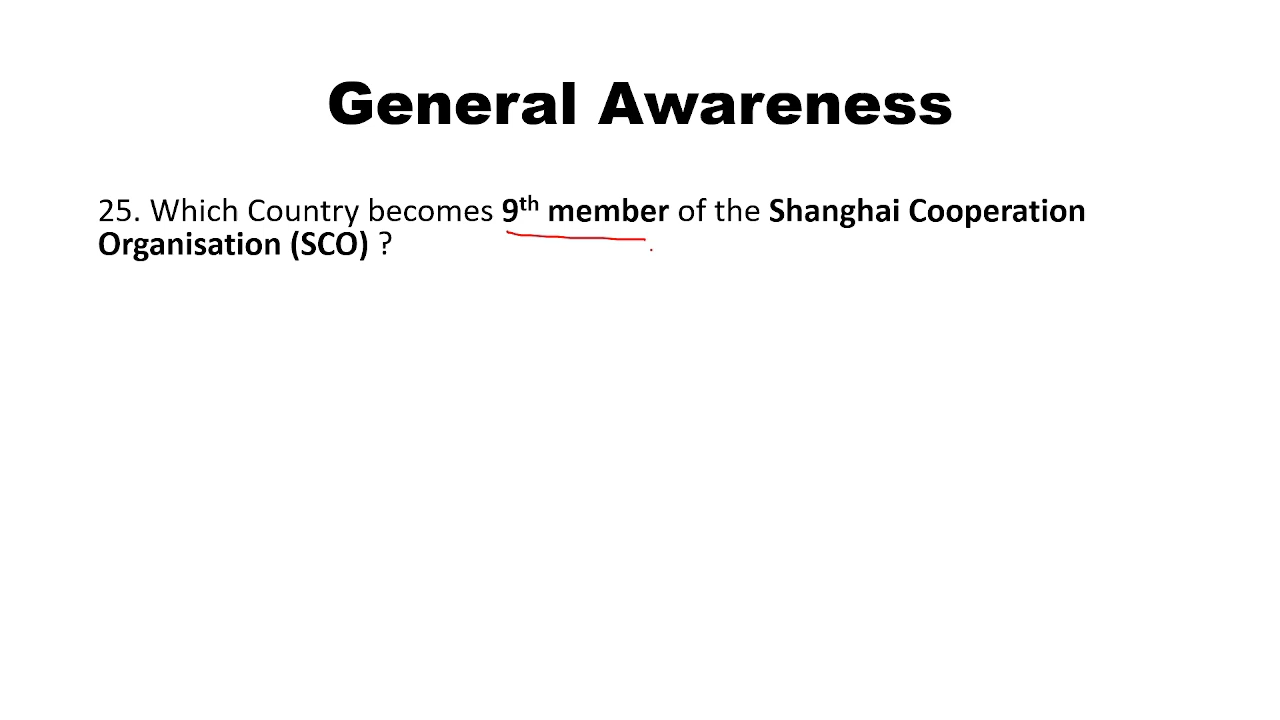 General Awareness
25. Which Country becomes 9th member of the Shanghai Cooperation
Organisation (SCO) ?